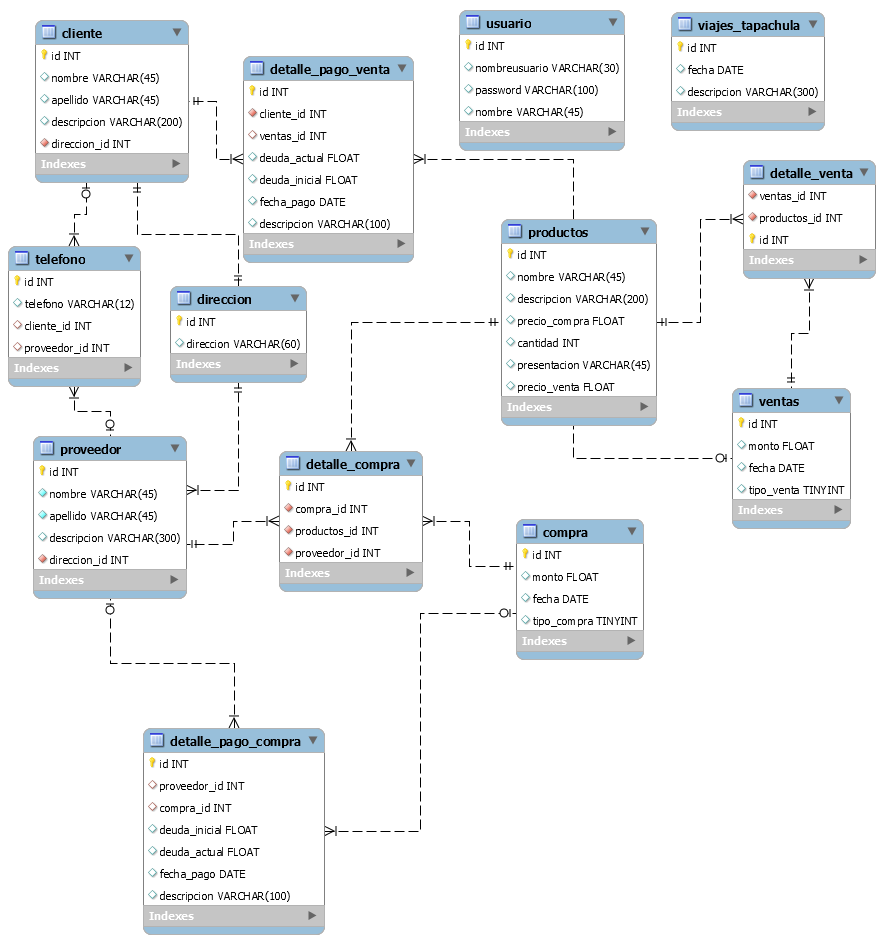 cliente
id INT
nombre VARCHAR(45)
apellido VARCHAR(45)
descripcion VARCHAR(200)
direccion_id INT
Indexes
detalle_pago_venta
id INT
cliente_id INT
ventas_id INT
deuda_actual FLOAT
deuda_inicial FLOAT
fecha_pago DATE
descripcion VARCHAR(100)
Indexes
usuario
id INT
nombreusuario VARCHAR(30)
password VARCHAR(100)
nombre VARCHAR(45)
Indexes
viajes_tapachula
id INT
fecha DATE
descripcion VARCHAR(300)
Indexes
detalle_venta
ventas_id INT
productos_id INT
id INT
Indexes
telefono
id INT
telefono VARCHAR(12)
cliente_id INT
proveedor_id INT
Indexes
direccion
id INT
direccion VARCHAR(60)
Indexes
productos
id INT
nombre VARCHAR(45)
descripcion VARCHAR(200)
precio_compra FLOAT
cantidad INT
presentacion VARCHAR(45)
precio_venta FLOAT
Indexes
ventas
id INT
monto FLOAT
fecha DATE
tipo_venta TINYINT
Indexes
proveedor
id INT
nombre VARCHAR(45)
apellido VARCHAR(45)
descripcion VARCHAR(300)
direccion_id INT
Indexes
detalle_compra
id INT
compra_id INT
productos_id INT
proveedor_id INT
Indexes
compra
id INT
monto FLOAT
fecha DATE
tipo_compra TINYINT
Indexes
detalle_pago_compra
id INT
proveedor_id INT
compra_id INT
deuda_inicial FLOAT
deuda_actual FLOAT
fecha_pago DATE
descripcion VARCHAR(100)
Indexes